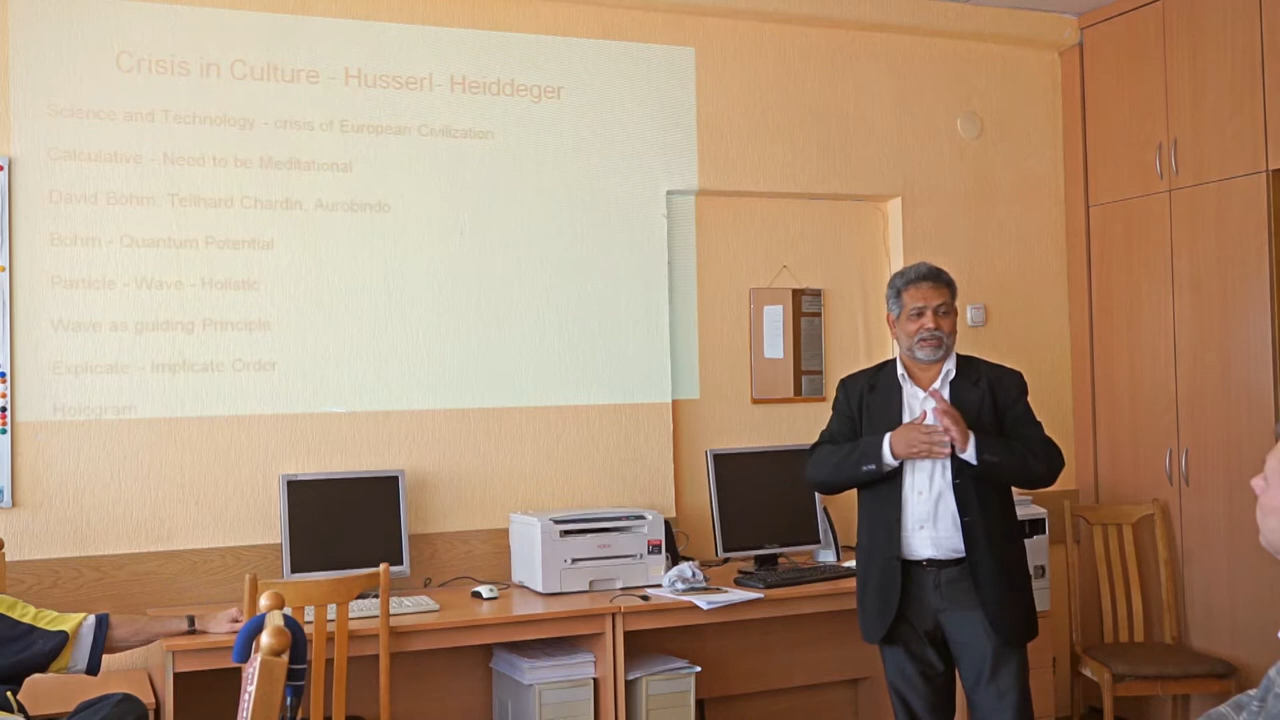 Crisis in Culture - Husserl- Heiddeger
Science and Technology - crisis of European Civilization
Calculative - Need to be Meditational
David Bohm, Teilhard Chardin, Aurobindo
Bohm - Quantum Potential
Particle - Wave - Holistic
Wave as guiding Principle
Explicate - Implicate Order
Hologram